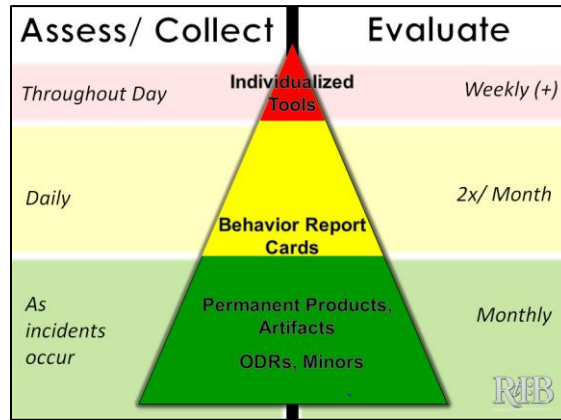 Assess/ Collect
Evaluate
Throughout Day
Individualized
Tools
Weekly (+)
Daily
Behavior Report
Cards
2x/ Month
As
incidents
occur
Permanent Products,
Artifacts
ODRs, Minors
Monthly